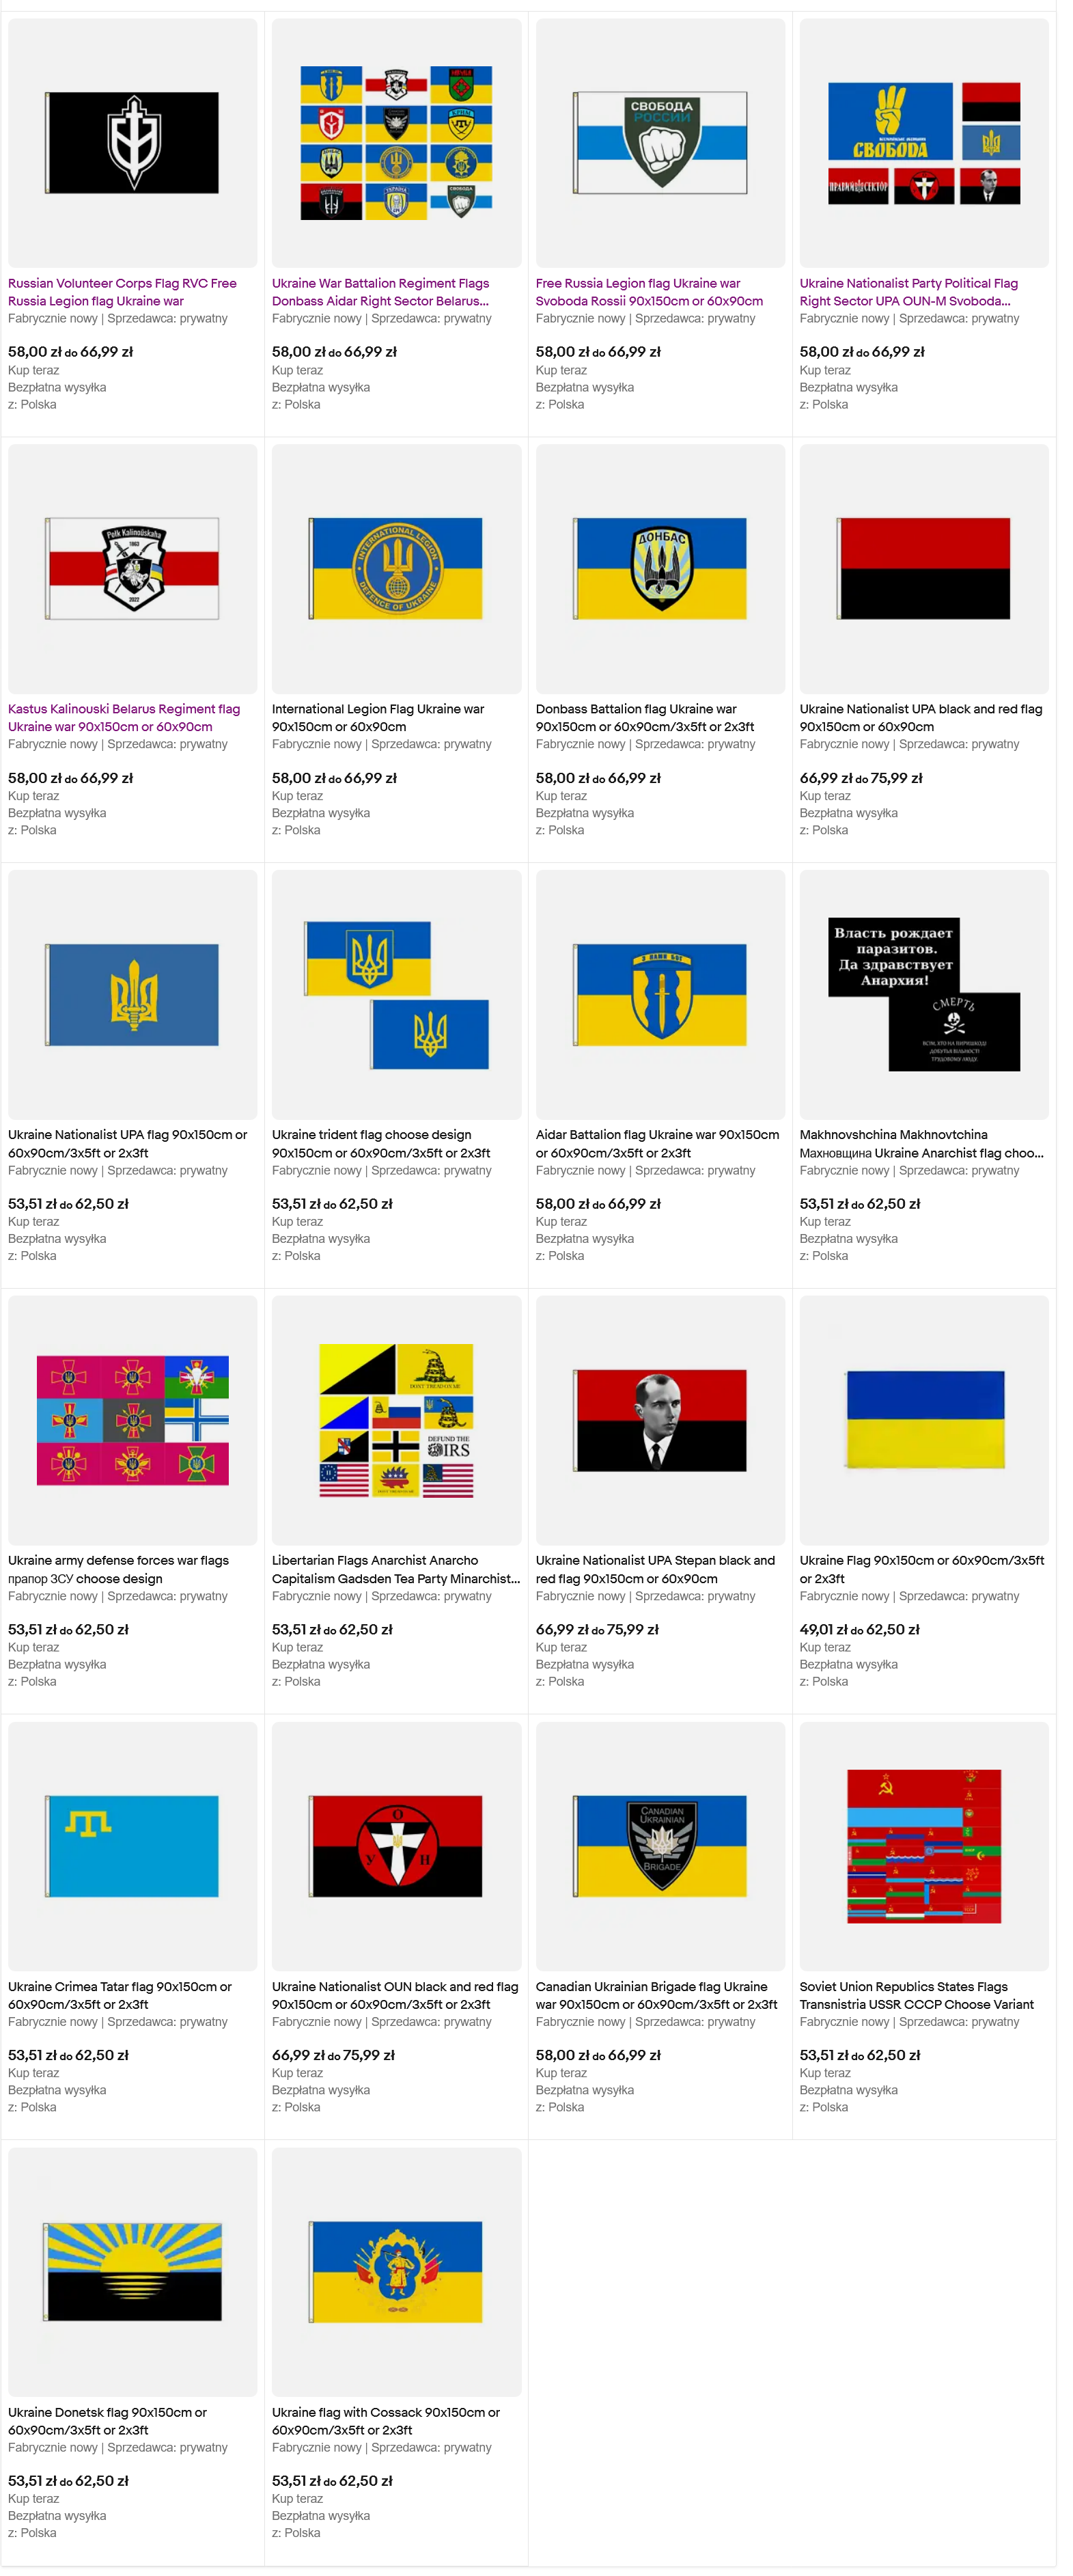 СВОБОДА
РОССИИ
СВОБОДА
Russian Volunteer Corps Flag RVC Free
Russia Legion flag Ukraine war
Fabrycznie nowy | Sprzedawca: prywatny
58,00 zł do 66,99 zł
Kup teraz
Bezpłatna wysyłka
z: Polska
Ukraine War Battalion Regiment Flags
Donbass Aidar Right Sector Belarus...
Fabrycznie nowy | Sprzedawca: prywatny
58,00 zł do 66,99 zł
Kup teraz
Bezpłatna wysyłka
z: Polska
Free Russia Legion flag Ukraine war
Svoboda Rossii 90x150cm or 60x90cm
Fabrycznie nowy | Sprzedawca: prywatny
58,00 zł do 66,99 zł
Kup teraz
Bezpłatna wysyłka
z: Polska
Ukraine Nationalist Party Political Flag
Right Sector UPA OUN-M Svoboda...
Fabrycznie nowy | Sprzedawca: prywatny
58,00 zł do 66,99 zł
Kup teraz
Bezpłatna wysyłka
z: Polska
Polk Kalinoŭskaha
1863
2022
INTERNATIONAL LEGION
DEFENCE OF UKRAINE
ДОНБАС
Kastus Kalinouski Belarus Regiment flag
Ukraine war 90x150cm or 60x90cm
Fabrycznie nowy | Sprzedawca: prywatny
58,00 zł do 66,99 zł
Kup teraz
Bezpłatna wysyłka
z: Polska
International Legion Flag Ukraine war
90x150cm or 60x90cm
Fabrycznie nowy | Sprzedawca: prywatny
58,00 zł do 66,99 zł
Kup teraz
Bezpłatna wysyłka
z: Polska
Donbass Battalion flag Ukraine war
90x150cm or 60x90cm/3x5ft or 2x3ft
Fabrycznie nowy | Sprzedawca: prywatny
58,00 zł do 66,99 zł
Kup teraz
Bezpłatna wysyłka
z: Polska
Ukraine Nationalist UPA black and red flag
90x150cm or 60x90cm
Fabrycznie nowy | Sprzedawca: prywatny
66,99 zł do 75,99 zł
Kup teraz
Bezpłatna wysyłka
z: Polska
З НАМИ БОГ
Власть рождает
паразитов.
Да здравствует
Анархия!
СМЕРТЬ
Ukraine Nationalist UPA flag 90x150cm or
60x90cm/3x5ft or 2x3ft
Fabrycznie nowy | Sprzedawca: prywatny
53,51 zł do 62,50 zł
Kup teraz
Bezpłatna wysyłka
z: Polska
Ukraine trident flag choose design
90x150cm or 60x90cm/3x5ft or 2x3ft
Fabrycznie nowy | Sprzedawca: prywatny
53,51 zł do 62,50 zł
Kup teraz
Bezpłatna wysyłka
z: Polska
Aidar Battalion flag Ukraine war 90x150cm
or 60x90cm/3x5ft or 2x3ft
Fabrycznie nowy | Sprzedawca: prywatny
58,00 zł do 66,99 zł
Kup teraz
Bezpłatna wysyłka
z: Polska
Makhnovshchina Makhnovtchina
Махновщина Ukraine Anarchist flag choo...
Fabrycznie nowy | Sprzedawca: prywatny
53,51 zł do 62,50 zł
Kup teraz
Bezpłatna wysyłka
z: Polska
DONT TREAD ON ME
DEFUND THE
IRS
Ukraine army defense forces war flags
прапор ЗСУ choose design
Fabrycznie nowy | Sprzedawca: prywatny
53,51 zł do 62,50 zł
Kup teraz
Bezpłatna wysyłka
z: Polska
Libertarian Flags Anarchist Anarcho
Capitalism Gadsden Tea Party Minarchist...
Fabrycznie nowy | Sprzedawca: prywatny
53,51 zł do 62,50 zł
Kup teraz
Bezpłatna wysyłka
z: Polska
Ukraine Nationalist UPA Stepan black and
red flag 90x150cm or 60x90cm
Fabrycznie nowy | Sprzedawca: prywatny
66,99 zł do 75,99 zł
Kup teraz
Bezpłatna wysyłka
z: Polska
Ukraine Flag 90x150cm or 60x90cm/3x5ft
or 2x3ft
Fabrycznie nowy | Sprzedawca: prywatny
49,01 zł do 62,50 zł
Kup teraz
Bezpłatna wysyłka
z: Polska
О
У Н
CANADIAN
UKRAINIAN
BRIGADE
Ukraine Crimea Tatar flag 90x150cm or
60x90cm/3x5ft or 2x3ft
Fabrycznie nowy | Sprzedawca: prywatny
53,51 zł do 62,50 zł
Kup teraz
Bezpłatna wysyłka
z: Polska
Ukraine Nationalist OUN black and red flag
90x150cm or 60x90cm/3x5ft or 2x3ft
Fabrycznie nowy | Sprzedawca: prywatny
66,99 zł do 75,99 zł
Kup teraz
Bezpłatna wysyłka
z: Polska
Canadian Ukrainian Brigade flag Ukraine
war 90x150cm or 60x90cm/3x5ft or 2x3ft
Fabrycznie nowy | Sprzedawca: prywatny
58,00 zł do 66,99 zł
Kup teraz
Bezpłatna wysyłka
z: Polska
Soviet Union Republics States Flags
Transnistria USSR CCCP Choose Variant
Fabrycznie nowy | Sprzedawca: prywatny
53,51 zł do 62,50 zł
Kup teraz
Bezpłatna wysyłka
z: Polska
Ukraine Donetsk flag 90x150cm or
60x90cm/3x5ft or 2x3ft
Fabrycznie nowy | Sprzedawca: prywatny
53,51 zł do 62,50 zł
Kup teraz
Bezpłatna wysyłka
z: Polska
Ukraine flag with Cossack 90x150cm or
60x90cm/3x5ft or 2x3ft
Fabrycznie nowy | Sprzedawca: prywatny
53,51 zł do 62,50 zł
Kup teraz
Bezpłatna wysyłka
z: Polska